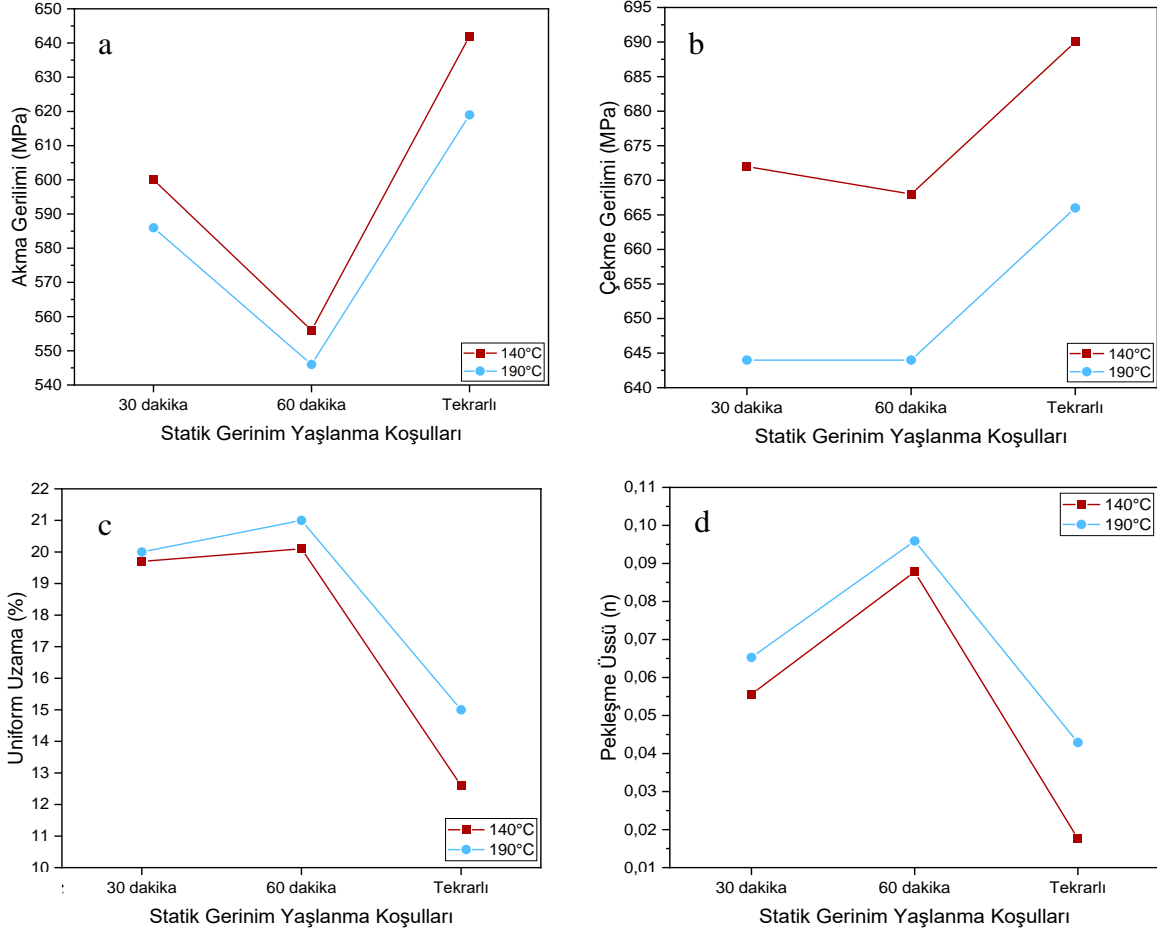 a
Akma Gerilimi (MPa)
650
640
630
620
610
600
590
580
570
560
550
540
30 dakika 60 dakika Tekrarlı
Statik Gerinim Yaşlanma Koşulları
140°C
190°C
b
Çekme Gerilimi (MPa)
695
690
685
680
675
670
665
660
655
650
645
640
30 dakika 60 dakika Tekrarlı
Statik Gerinim Yaşlanma Koşulları
140°C
190°C
c
Uniform Uzama (%)
22
21
20
19
18
17
16
15
14
13
12
11
10
30 dakika 60 dakika Tekrarlı
Statik Gerinim Yaşlanma Koşulları
140°C
190°C
d
Pekleşme Üssü (n)
0,11
0,10
0,09
0,08
0,07
0,06
0,05
0,04
0,03
0,02
0,01
30 dakika 60 dakika Tekrarlı
Statik Gerinim Yaşlanma Koşulları
140°C
190°C